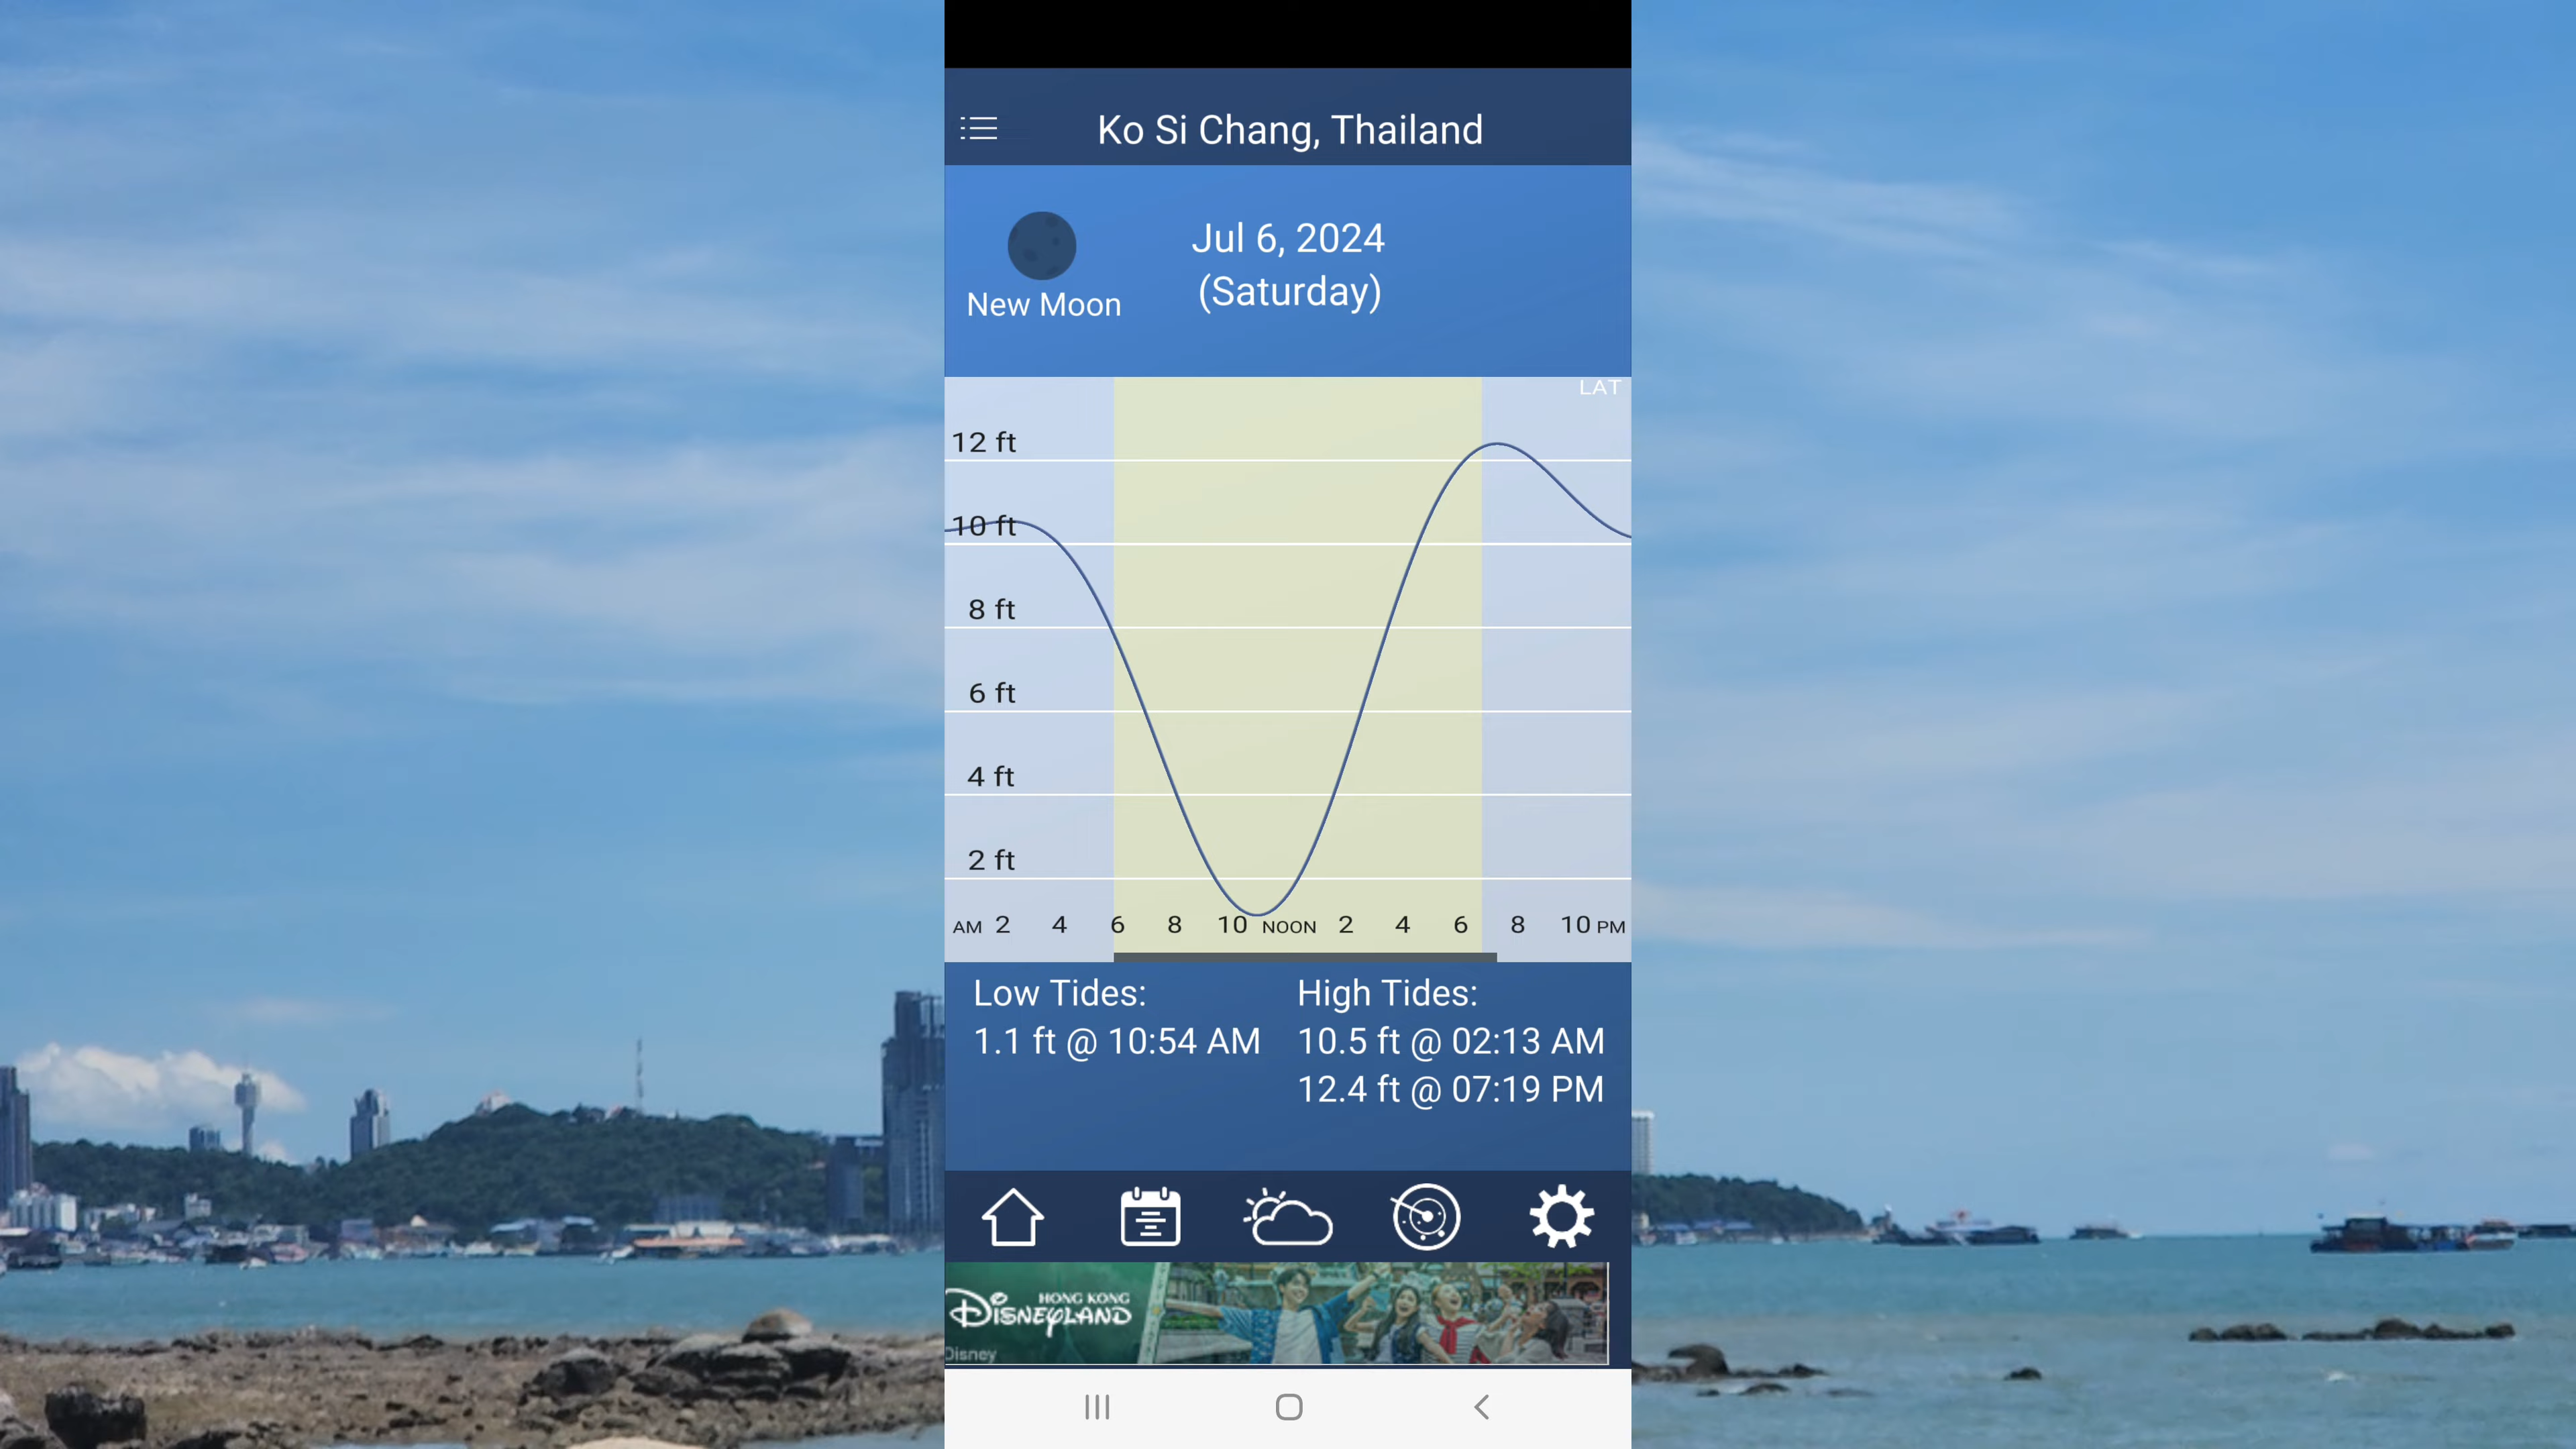 Ko Si Chang, Thailand
Jul 6, 2024
(Saturday)
New Moon
LAT
12 ft
10 ft
8 ft
6 ft
4 ft
2 ft
AM 2 4 6 8 10 NOON 2 4 6 8 10 PM
Low Tides:
1.1 ft @ 10:54 AM
High Tides:
10.5 ft @ 02:13 AM
12.4 ft @ 07:19 PM
HONG KONG
DISNEYLAND
Disney